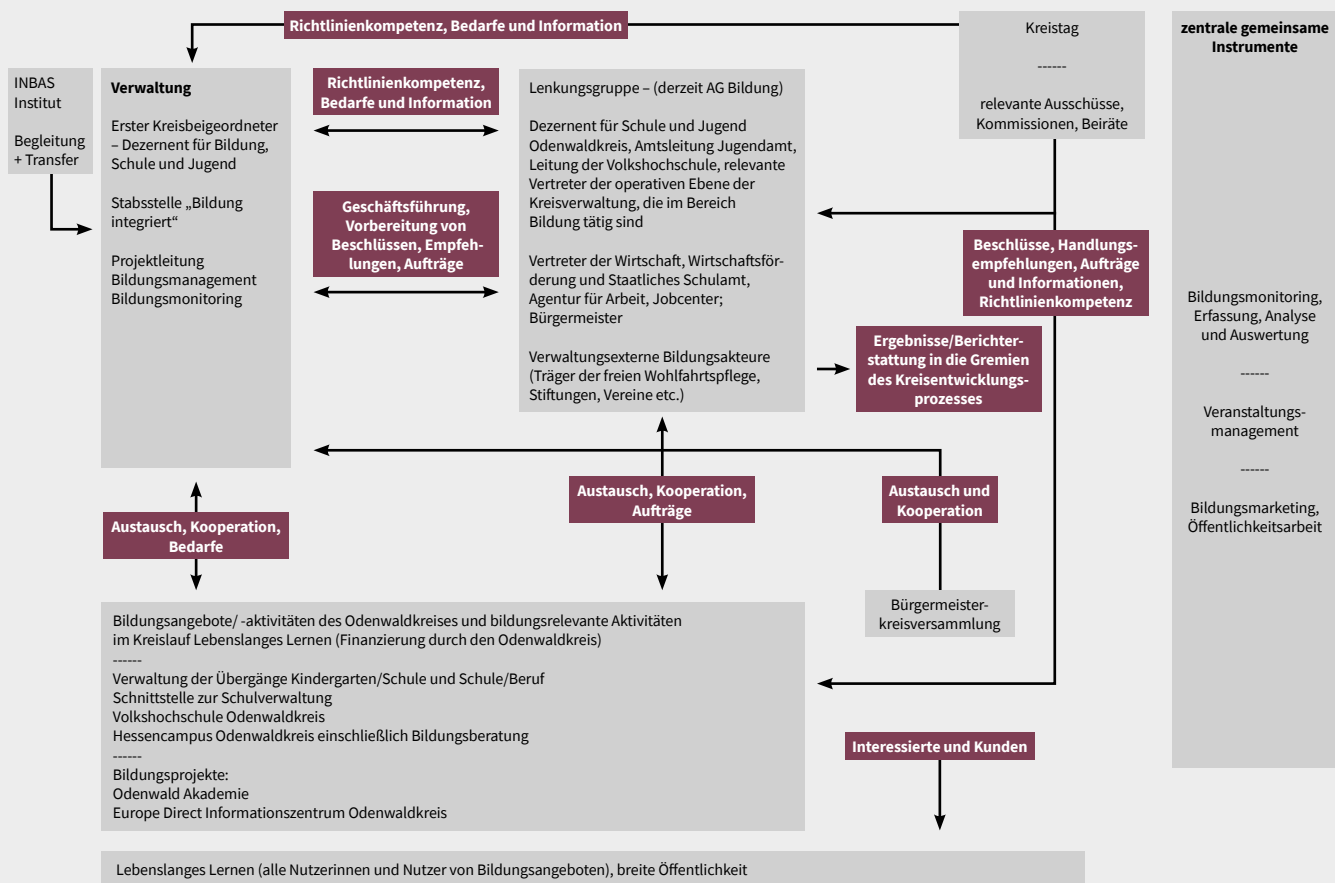 Richtlinienkompetenz, Bedarfe und Information
INBAS
Institut
Begleitung
+ Transfer
Verwaltung
Erster Kreisbeigeordneter
– Dezernent für Bildung,
Schule und Jugend
Stabsstelle „Bildung
integriert“
Projektleitung
Bildungsmanagement
Bildungsmonitoring
Richtlinienkompetenz,
Bedarfe und Information
Geschäftsführung,
Vorbereitung von
Beschlüssen, Empfeh-
lungen, Aufträge
Lenkungsgruppe – (derzeit AG Bildung)
Dezernent für Schule und Jugend
Odenwaldkreis, Amtsleitung Jugendamt,
Leitung der Volkshochschule, relevante
Vertreter der operativen Ebene der
Kreisverwaltung, die im Bereich
Bildung tätig sind
Vertreter der Wirtschaft, Wirtschaftsför-
derung und Staatliches Schulamt,
Agentur für Arbeit, Jobcenter;
Bürgermeister
Verwaltungsexterne Bildungsakteure
(Träger der freien Wohlfahrtspflege,
Stiftungen, Vereine etc.)
Kreistag
------
relevante Ausschüsse,
Kommissionen, Beiräte
Beschlüsse, Handlungs-
empfehlungen, Aufträge
und Informationen,
Richtlinienkompetenz
Ergebnisse/Berichter-
stattung in die Gremien
des Kreisentwicklungs-
prozesses
zentrale gemeinsame
Instrumente
Bildungsmonitoring,
Erfassung, Analyse
und Auswertung
------
Veranstaltungs-
management
------
Bildungsmarketing,
Öffentlichkeitsarbeit
Austausch, Kooperation,
Bedarfe
Austausch, Kooperation,
Aufträge
Austausch und
Kooperation
Bürgermeister-
kreisversammlung
Bildungsangebote/ -aktivitäten des Odenwaldkreises und bildungsrelevante Aktivitäten
im Kreislauf Lebenslanges Lernen (Finanzierung durch den Odenwaldkreis)
------
Verwaltung der Übergänge Kindergarten/Schule und Schule/Beruf
Schnittstelle zur Schulverwaltung
Volkshochschule Odenwaldkreis
Hessencampus Odenwaldkreis einschließlich Bildungsberatung
------
Bildungsprojekte:
Odenwald Akademie
Europe Direct Informationszentrum Odenwaldkreis
Interessierte und Kunden
Lebenslanges Lernen (alle Nutzerinnen und Nutzer von Bildungsangeboten), breite Öffentlichkeit